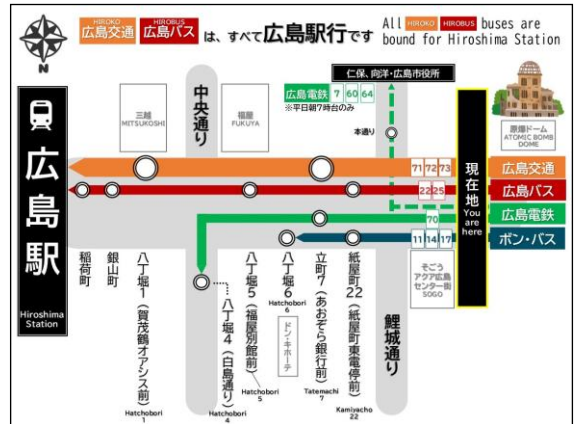 N
HIROKO
広島交通
HIROBUS
広島バス
は、すべて広島駅行です
All HIROKO HIROBUS buses are
bound for Hiroshima Station
広島駅
Hiroshima
Station
三越
MITSUKOSHI
中央通り
福屋
FUKUYA
仁保、向洋・広島市役所
広島電鉄 7 60 64
※平日朝7時台のみ
本通り
原爆ドーム
ATOMIC BOMB
DOME
現在地
You are here
71 72 73
広島交通
22 25
広島バス
70
広島電鉄
11 14 17
ボン・バス
稲荷町
銀山町
八丁堀1(賀茂鶴オアシス前)
Hatchobori
1
八丁堀4(白島通り)
Hatchobori
4
八丁堀5(福屋別館前)
Hatchobori
5
八丁堀6
Hatchobori
6
ドン・キホーテ
立町7(あおぞら銀行前)
Tatemachi
7
紙屋町22(紙屋町東電停前)
Kamiyacho
22
鯉城通り
そごう
アクア広島
センター街
SOGO